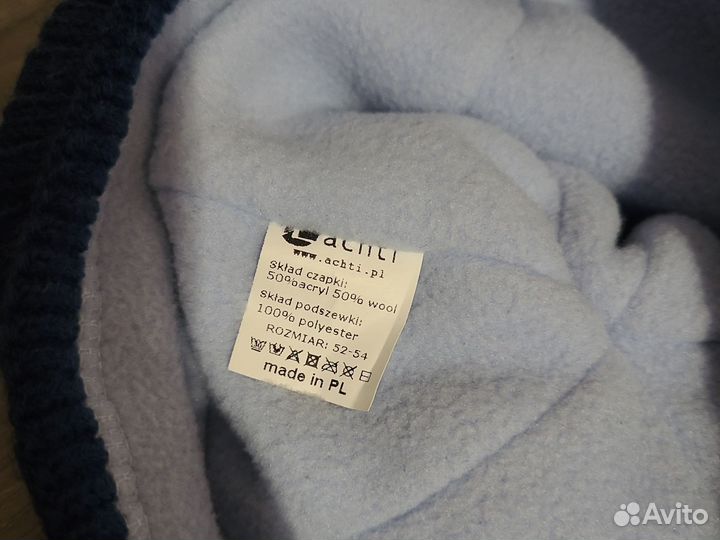 achti
www.achti.pl
Skład czapki:
50%acryl 50% wool
Skład podszewki:
100% polyester
ROZMIAR: 52-54
made in PL
Avito